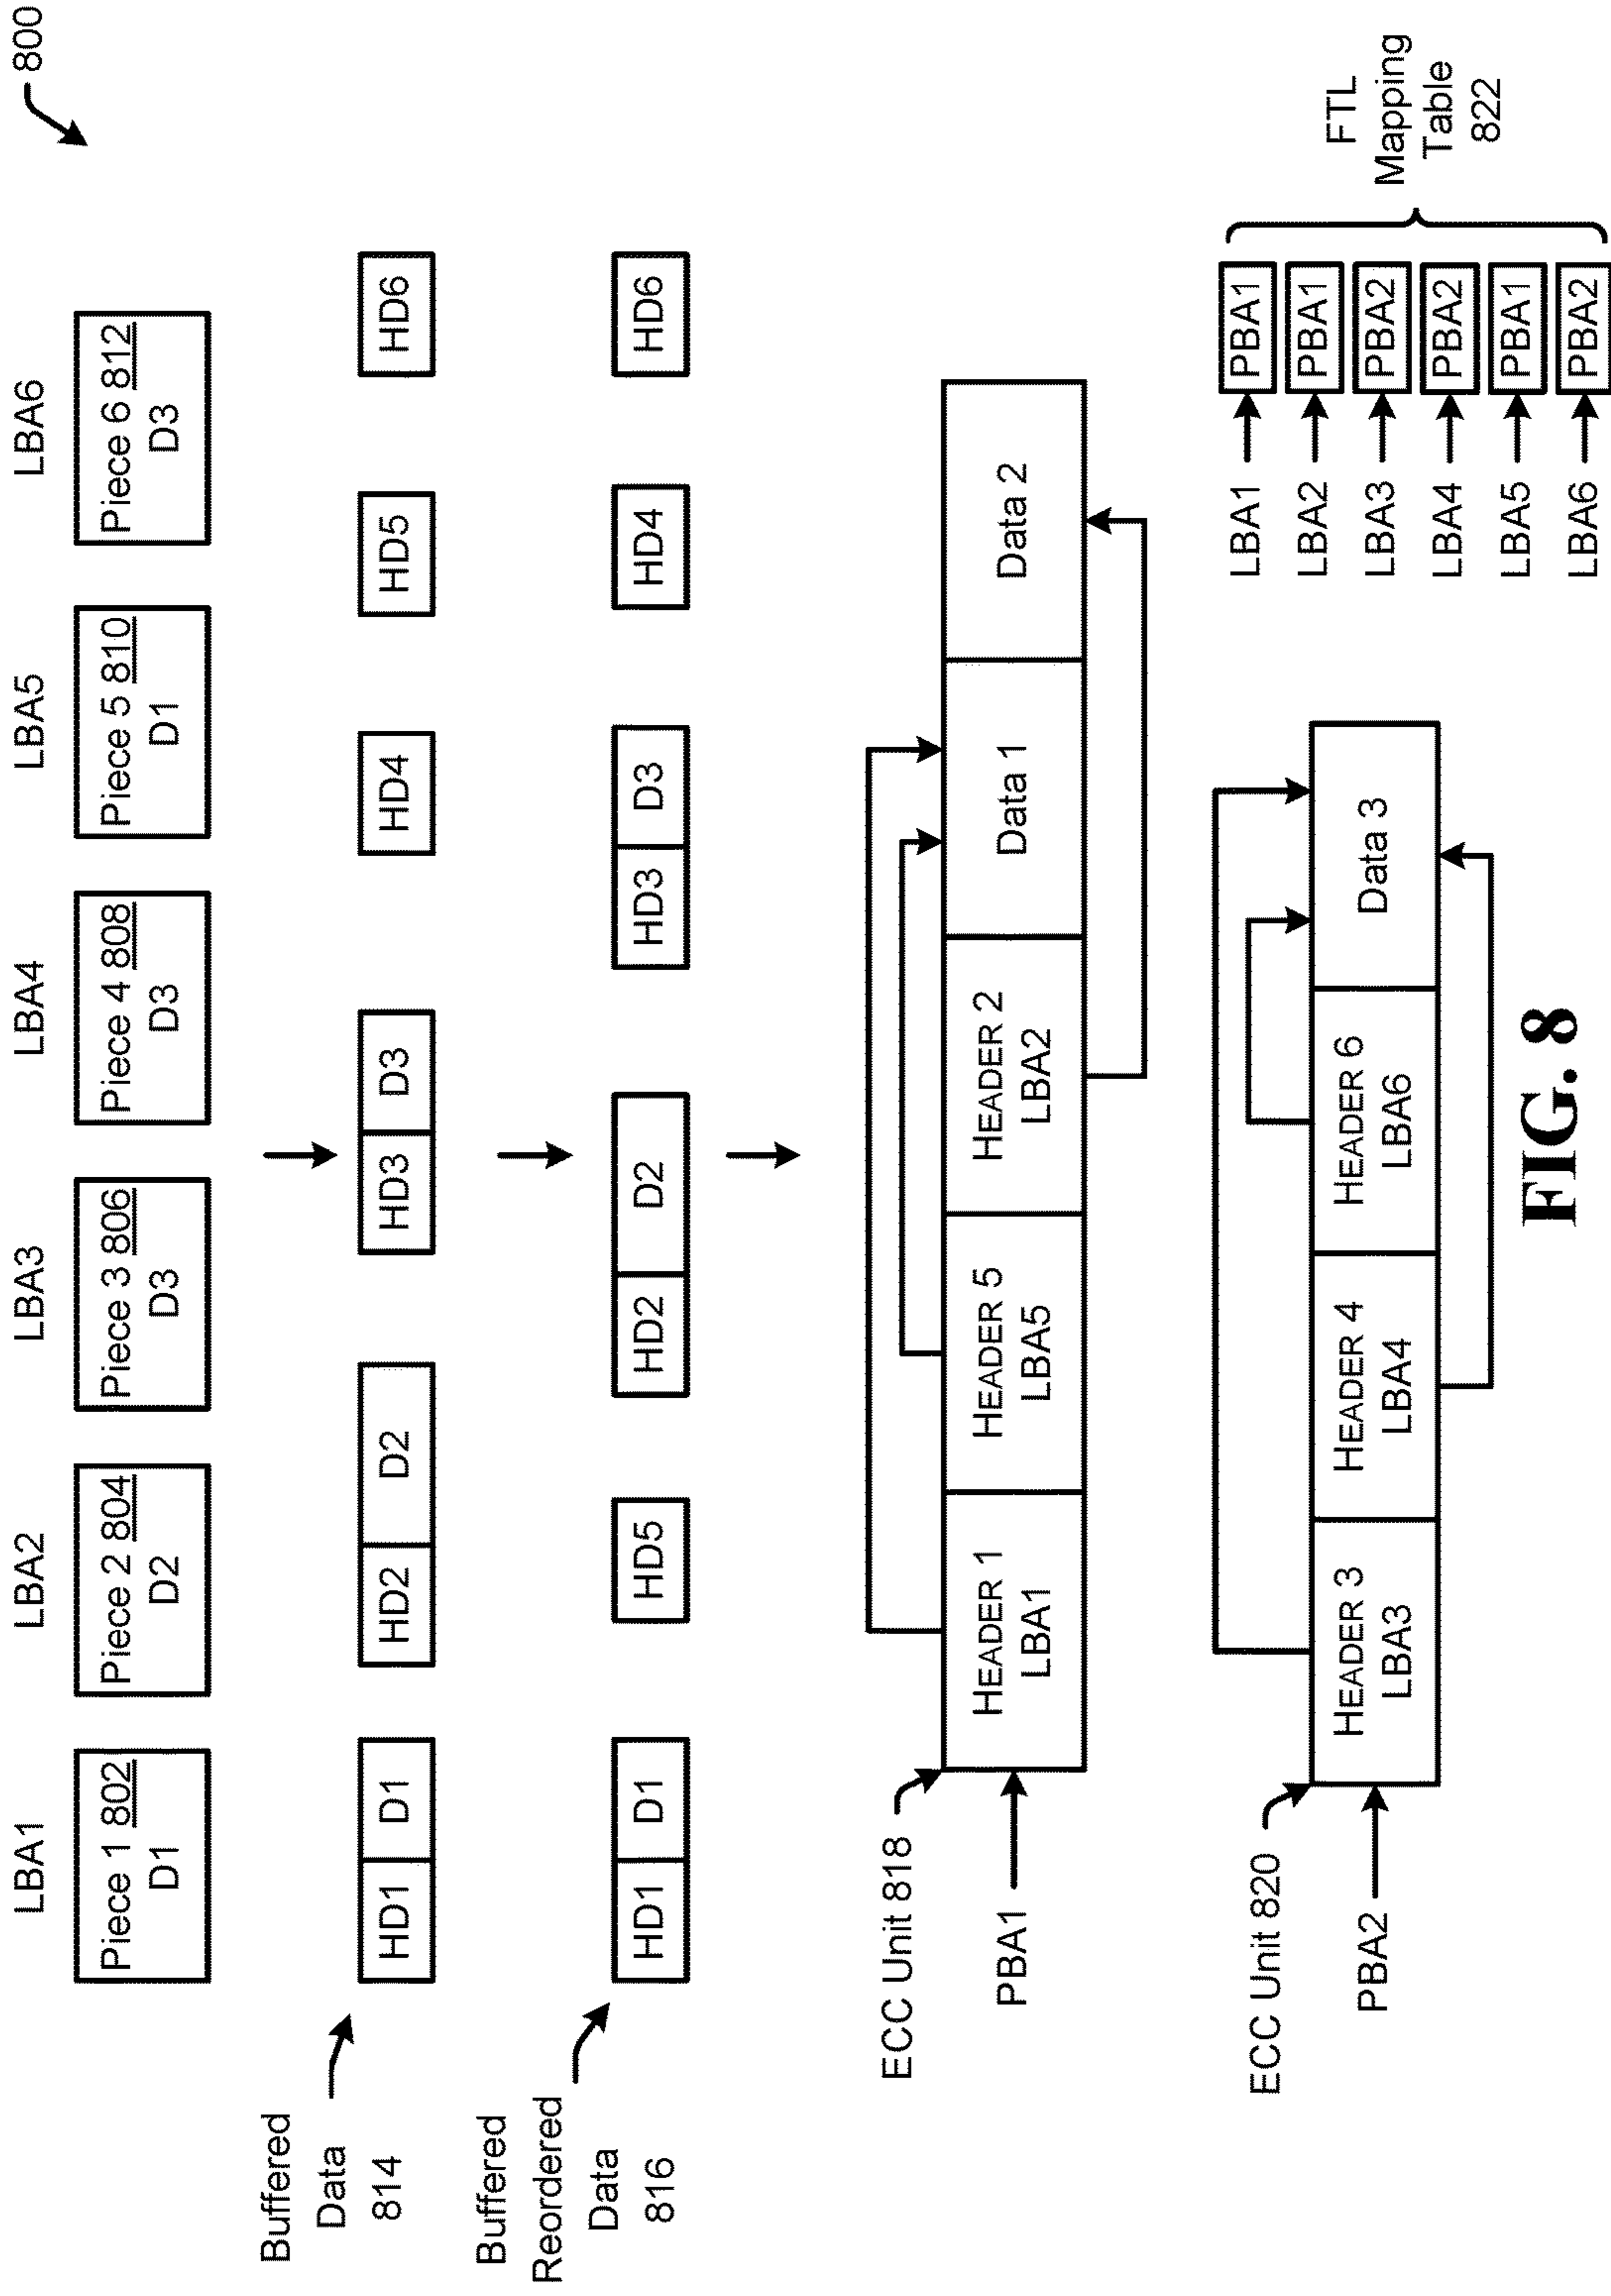 800
LBA1
LBA2
LBA3
LBA4
LBA5
LBA6
Piece 1 802
D1
Piece 2 804
D2
Piece 3 806
D3
Piece 4 808
D3
Piece 5 810
D1
Piece 6 812
D3
Buffered
Data
814
HD1
D1
HD2
D2
HD3
D3
HD4
HD5
HD6
Buffered
Reordered
Data
816
HD1
D1
HD5
HD2
D2
HD3
D3
HD4
HD6
ECC Unit 818
PBA1
HEADER 1
LBA1
HEADER 5
LBA5
HEADER 2
LBA2
Data 1
Data 2
ECC Unit 820
PBA2
HEADER 3
LBA3
HEADER 4
LBA4
HEADER 6
LBA6
Data 3
LBA1
PBA1
LBA2
PBA1
LBA3
PBA2
LBA4
PBA2
LBA5
PBA1
LBA6
PBA2
FTL
Mapping
Table
822
FIG. 8